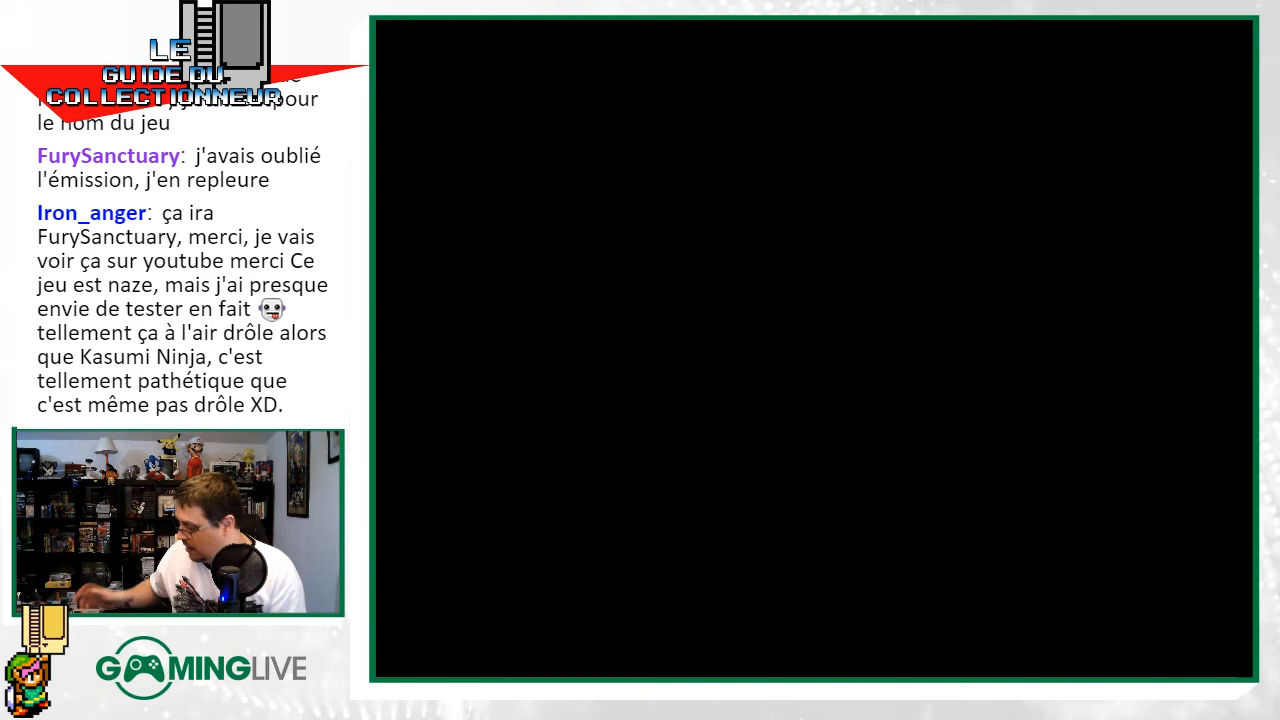 LE
GUIDE DU
COLLECTIONNEUR
pour
le nom du jeu
FurySanctuary: j'avais oublié
l'émission, j'en repleure
Iron_anger: ça ira
FurySanctuary, merci, je vais
voir ça sur youtube merci Ce
jeu est naze, mais j'ai presque
envie de tester en fait
tellement ça à l'air drôle alors
que Kasumi Ninja, c'est
tellement pathétique que
c'est même pas drôle XD.
GAMINGLIVE